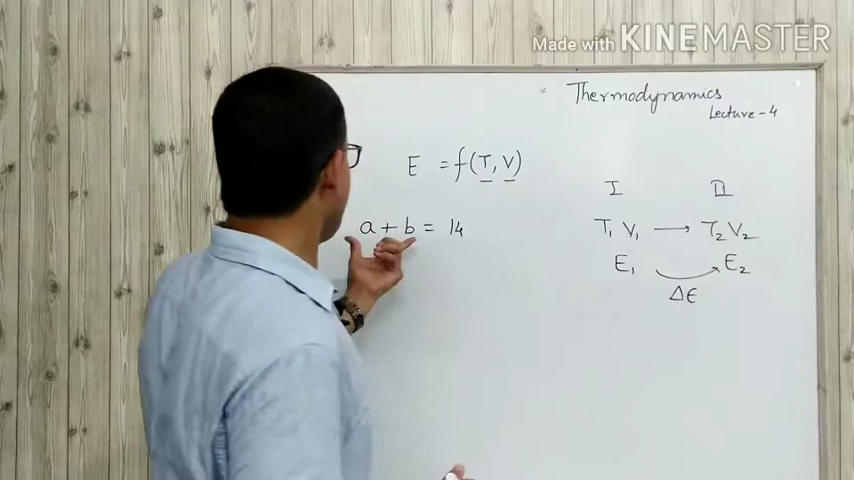 Made with KINEMASTER
Thermodynamics
Lecture-4
E = f(T, V)
I II
T₁ V₁ → T₂ V₂
a + b = 14
E₁ E₂
ΔE